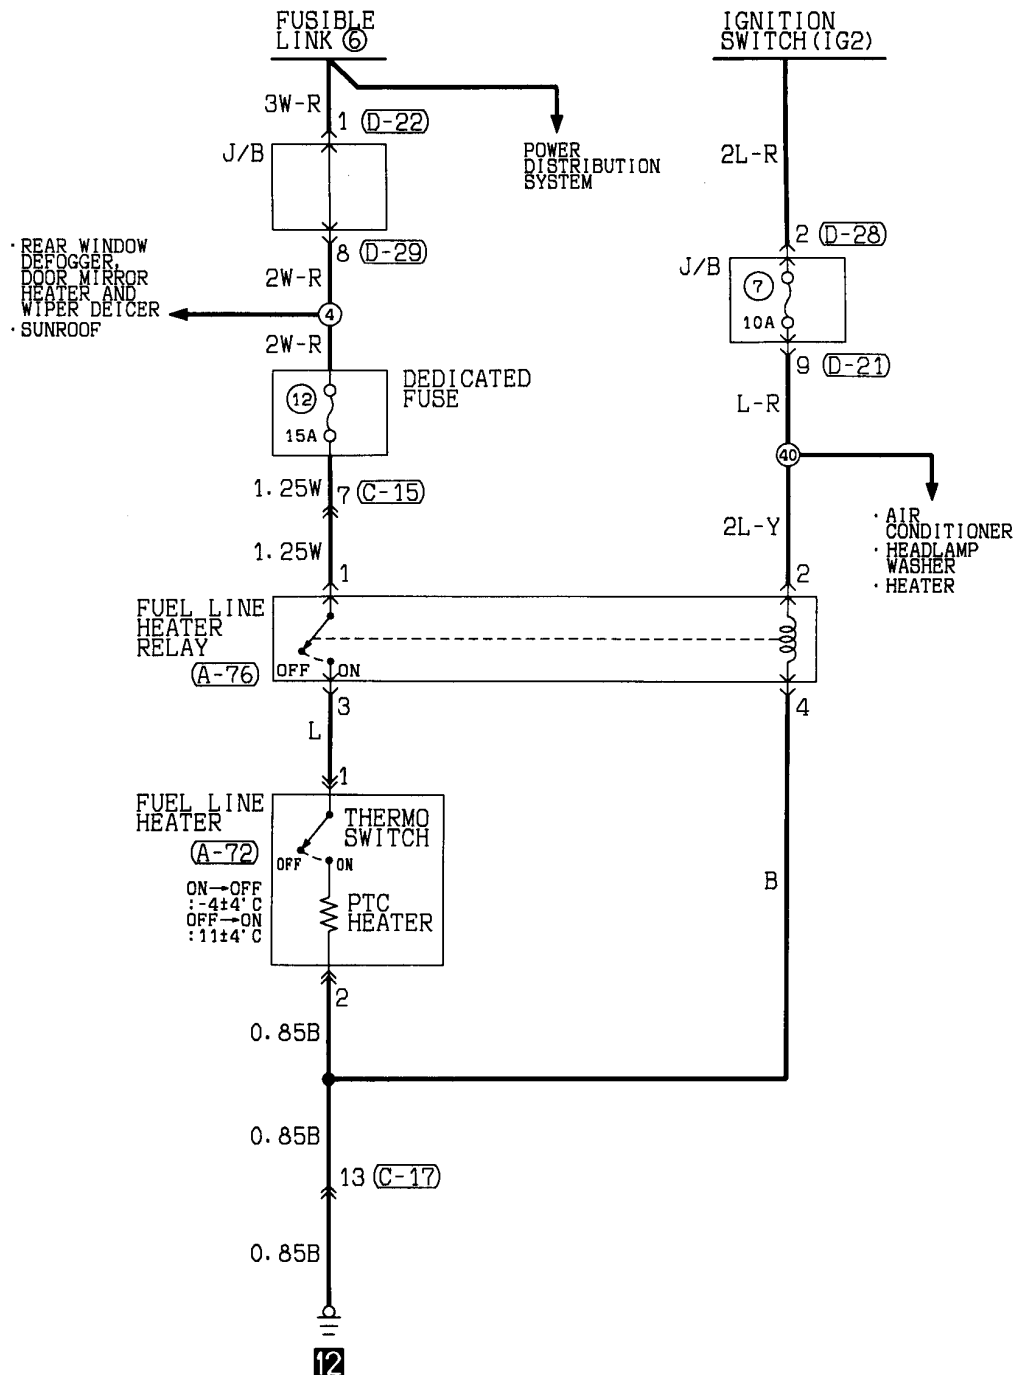 FUSIBLE
LINK ⑥
IGNITION
SWITCH(IG2)
3W-R
1 (D-22)
J/B
POWER
DISTRIBUTION
SYSTEM
2L-R
8 (D-29)
2 (D-28)
· REAR WINDOW
DEFOGGER,
DOOR MIRROR
HEATER AND
WIPER DEICER
· SUNROOF
2W-R
4
2W-R
J/B
7
10A
9 (D-21)
DEDICATED
FUSE
12
15A
L-R
40
1.25W
7 (C-15)
2L-Y
· AIR
CONDITIONER
· HEADLAMP
WASHER
· HEATER
1.25W
1
2
FUEL LINE
HEATER
RELAY
(A-76)
OFF
ON
3
4
L
1
FUEL LINE
HEATER
(A-72)
THERMO
SWITCH
OFF
ON
ON→OFF
:-4±4°C
OFF→ON
:11±4°C
PTC
HEATER
B
2
0.85B
0.85B
13 (C-17)
0.85B
12